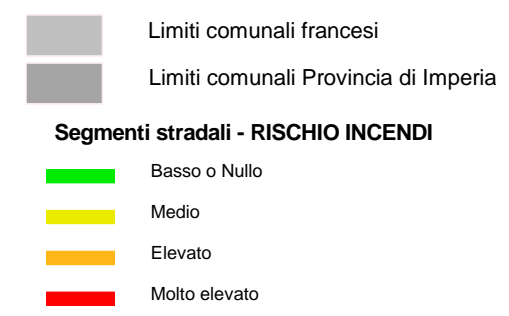 Limiti comunali francesi
Limiti comunali Provincia di Imperia
Segmenti stradali - RISCHIO INCENDI
Basso o Nullo
Medio
Elevato
Molto elevato